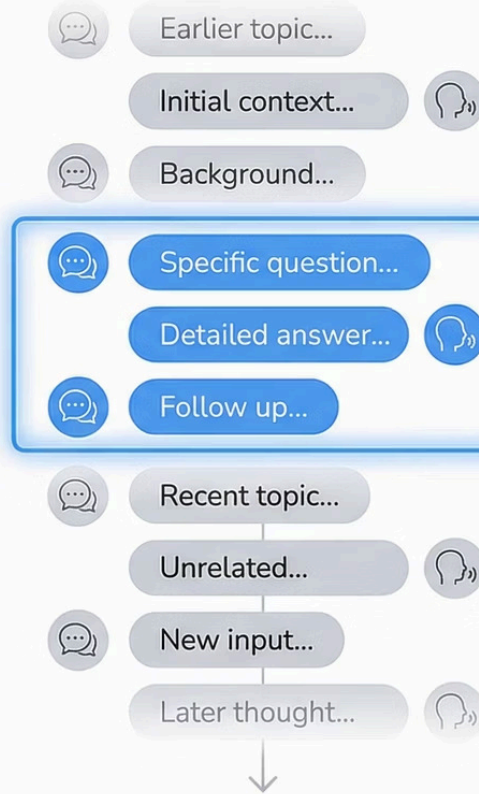 Earlier topic...
Initial context...
Background...
Specific question...
Detailed answer...
Follow up...
Recent topic...
Unrelated...
New input...
Later thought...